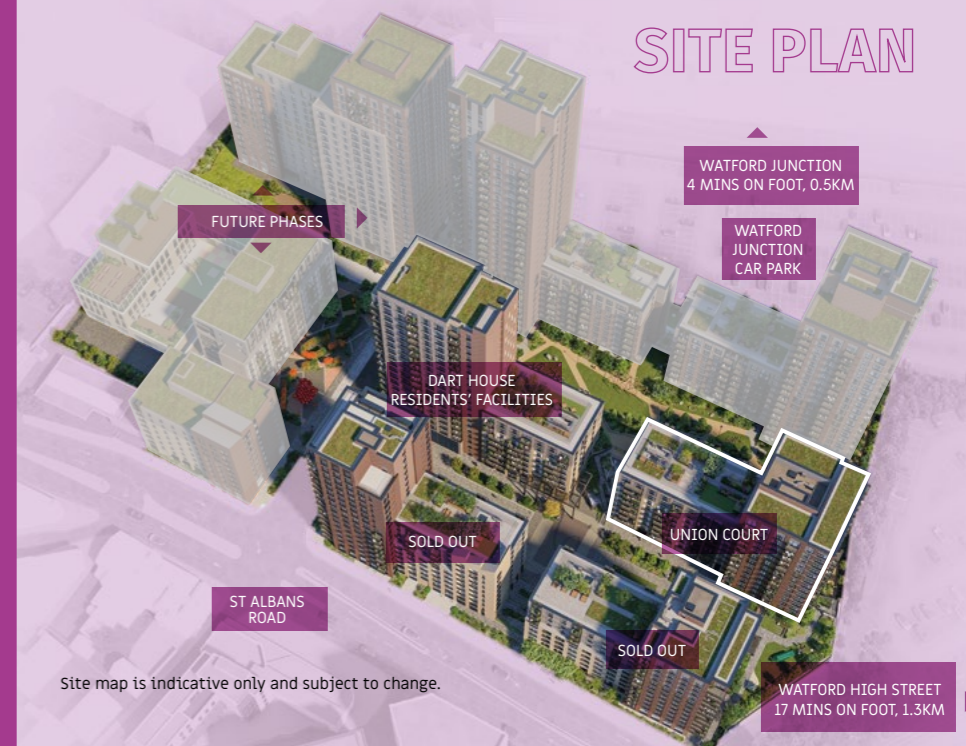 SITE PLAN
WATFORD JUNCTION
4 MINS ON FOOT, 0.5KM
FUTURE PHASES
WATFORD
JUNCTION
CAR PARK
DART HOUSE
RESIDENTS’ FACILITIES
UNION COURT
SOLD OUT
ST ALBANS
ROAD
SOLD OUT
Site map is indicative only and subject to change.
WATFORD HIGH STREET
17 MINS ON FOOT, 1.3KM